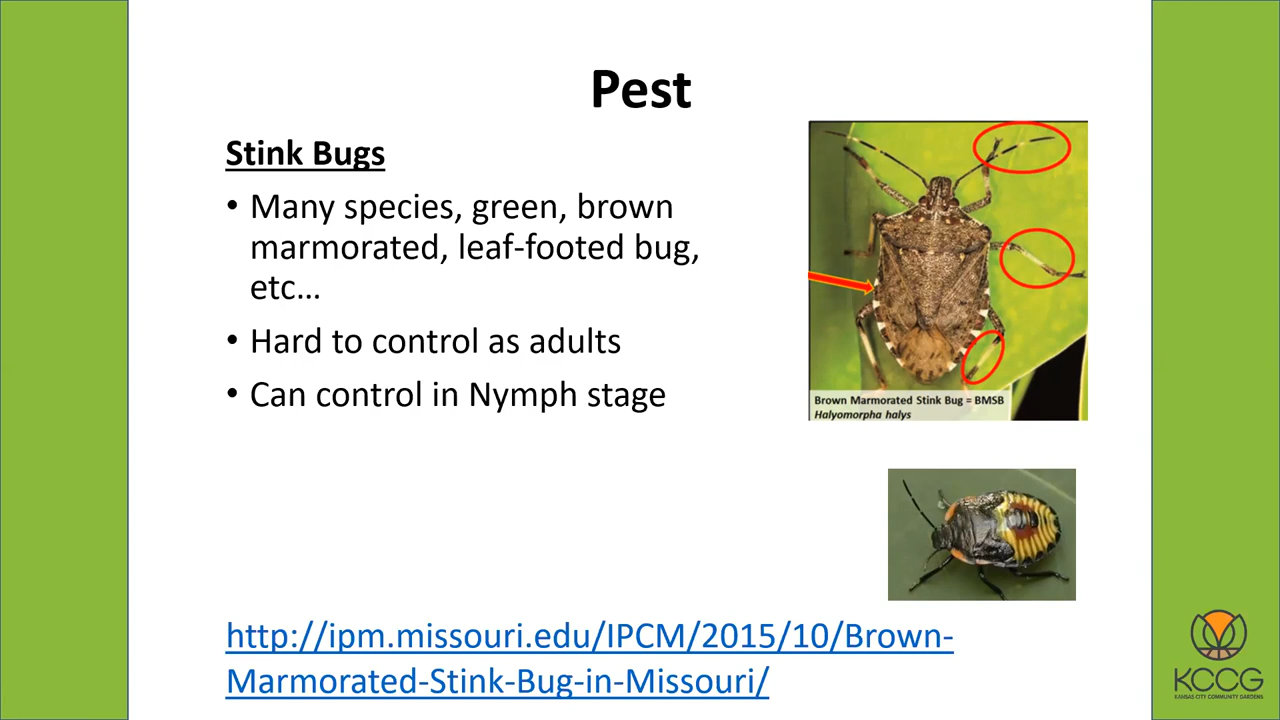 Pest
Stink Bugs
• Many species, green, brown
marmorated, leaf-footed bug,
etc…
• Hard to control as adults
• Can control in Nymph stage
Brown Marmorated Stink Bug = BMSB
Halyomorpha halys
http://ipm.missouri.edu/IPCM/2015/10/Brown-
Marmorated-Stink-Bug-in-Missouri/
KCCG
KANSAS CITY COMMUNITY GARDENS